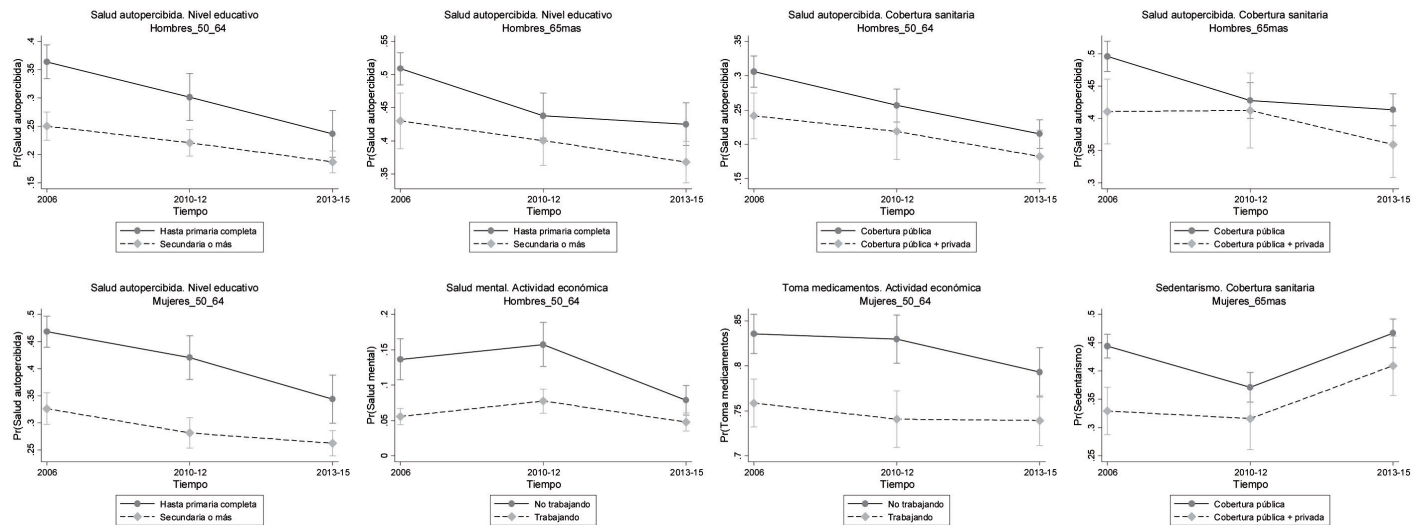 Salud autopercibida. Nivel educativo
Hombres_50_64
Pr(Salud autopercibida)
.4
.35
.3
.25
.2
.15
2006
2010-12
2013-15
Tiempo
Hasta primaria completa
Secundaria o más
Salud autopercibida. Nivel educativo
Hombres_65mas
Pr(Salud autopercibida)
.55
.5
.45
.4
.35
2006
2010-12
2013-15
Tiempo
Hasta primaria completa
Secundaria o más
Salud autopercibida. Cobertura sanitaria
Hombres_50_64
Pr(Salud autopercibida)
.35
.3
.25
.2
.15
2006
2010-12
2013-15
Tiempo
Cobertura pública
Cobertura pública + privada
Salud autopercibida. Cobertura sanitaria
Hombres_65mas
Pr(Salud autopercibida)
.5
.45
.4
.35
.3
2006
2010-12
2013-15
Tiempo
Cobertura pública
Cobertura pública + privada
Salud autopercibida. Nivel educativo
Mujeres_50_64
Pr(Salud autopercibida)
.5
.45
.4
.35
.3
.25
2006
2010-12
2013-15
Tiempo
Hasta primaria completa
Secundaria o más
Salud mental. Actividad económica
Hombres_50_64
Pr(Salud mental)
.2
.15
.1
.05
0
2006
2010-12
2013-15
Tiempo
No trabajando
Trabajando
Toma medicamentos. Actividad económica
Mujeres_50_64
Pr(Toma medicamentos)
.85
.8
.75
.7
2006
2010-12
2013-15
Tiempo
No trabajando
Trabajando
Sedentarismo. Cobertura sanitaria
Mujeres_65mas
Pr(Sedentarismo)
.5
.45
.4
.35
.3
.25
2006
2010-12
2013-15
Tiempo
Cobertura pública
Cobertura pública + privada